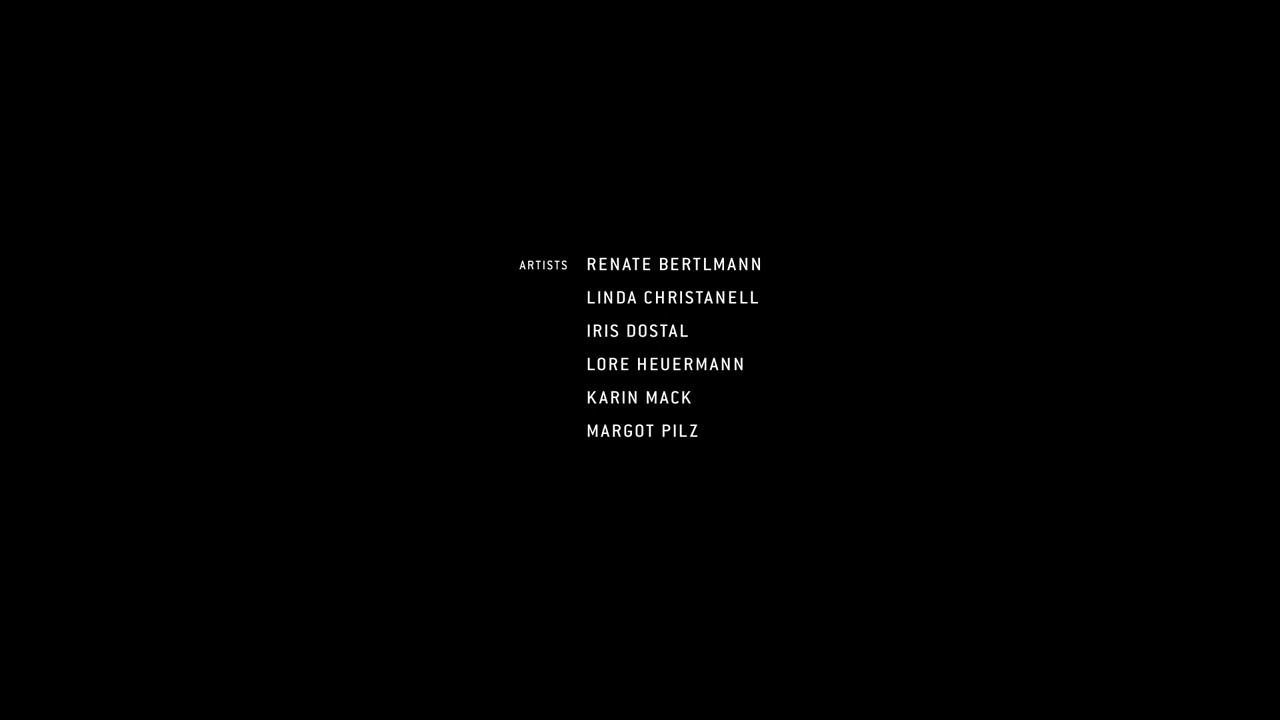 ARTISTS RENATE BERTLMANN
LINDA CHRISTANELL
IRIS DOSTAL
LORE HEUERMANN
KARIN MACK
MARGOT PILZ